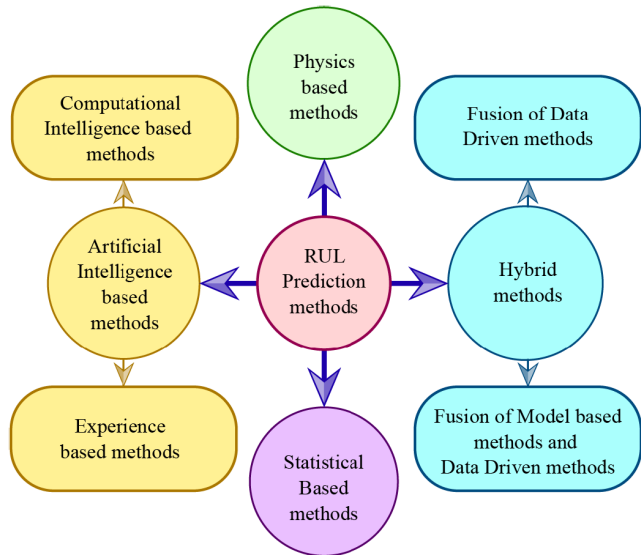 Physics
based
methods
Computational
Intelligence based
methods
Fusion of Data
Driven methods
Artificial
Intelligence
based
methods
RUL
Prediction
methods
Hybrid
methods
Experience
based methods
Statistical
Based
methods
Fusion of Model based
methods and
Data Driven methods